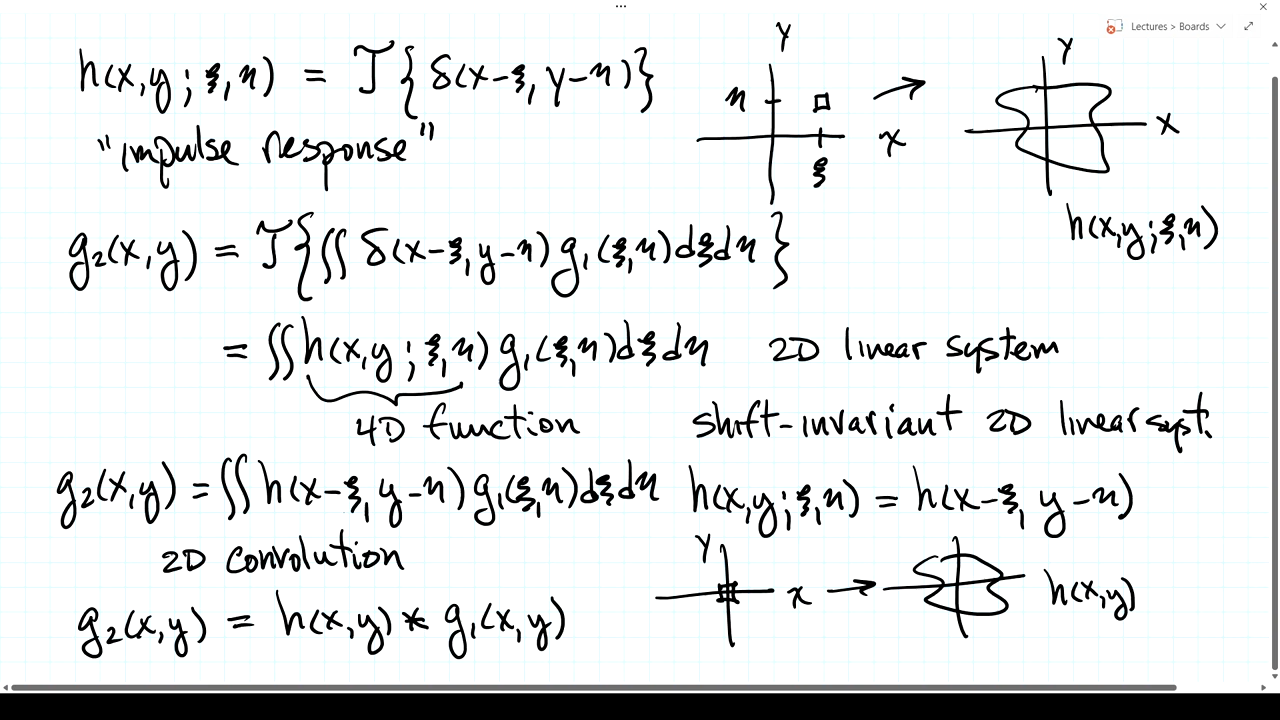 Lectures > Boards
h(x,y;ξ,η) = 𝒯{δ(x-ξ, y-η)}
"impulse response"
y
η
x
ξ
y
x
h(x,y;ξ,η)
g₂(x,y) = 𝒯{∬ δ(x-ξ, y-η) g₁(ξ,η)dξdη}
= ∬ h(x,y;ξ,η) g₁(ξ,η)dξdη 2D linear system
4D function
shift-invariant 2D linear syst.
g₂(x,y) = ∬ h(x-ξ, y-η) g₁(ξ,η)dξdη
h(x,y;ξ,η) = h(x-ξ, y-η)
2D convolution
y
x
h(x,y)
g₂(x,y) = h(x,y) * g₁(x,y)